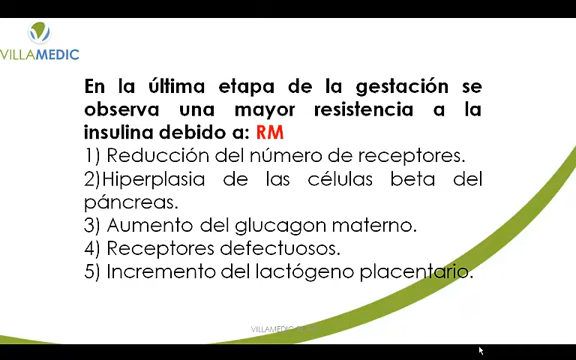 VILLAMEDIC
En la última etapa de la gestación se
observa una mayor resistencia a la
insulina debido a: RM
1) Reducción del número de receptores.
2)Hiperplasia de las células beta del
páncreas.
3) Aumento del glucagon materno.
4) Receptores defectuosos.
5) Incremento del lactógeno placentario.
VILLAMEDIC